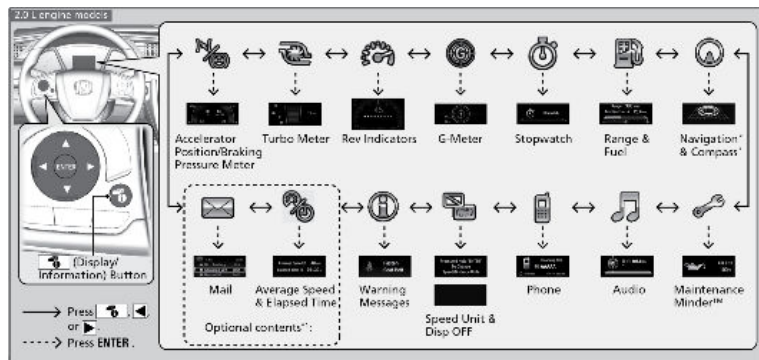 2.0 L engine models
ENTER
(Display/
Information) Button
Press , ,
or .
Press ENTER.
Accelerator
Position/Braking
Pressure Meter
Turbo Meter
Rev Indicators
G-Meter
Stopwatch
Range &
Fuel
Navigation*
& Compass*
Mail
Average Speed
& Elapsed Time
Optional contents*¹:
Warning
Messages
Speed Unit &
Disp OFF
Phone
Audio
Maintenance
Minder™